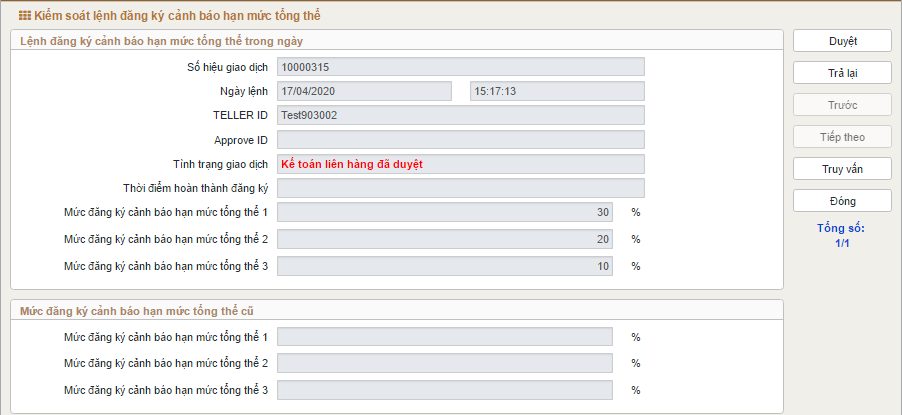 Kiểm soát lệnh đăng ký cảnh báo hạn mức tổng thể
Lệnh đăng ký cảnh báo hạn mức tổng thể trong ngày
Số hiệu giao dịch 10000315
Ngày lệnh 17/04/2020 15:17:13
TELLER ID Test903002
Approve ID
Tình trạng giao dịch Kế toán liên hàng đã duyệt
Thời điểm hoàn thành đăng ký
Mức đăng ký cảnh báo hạn mức tổng thể 1 30 %
Mức đăng ký cảnh báo hạn mức tổng thể 2 20 %
Mức đăng ký cảnh báo hạn mức tổng thể 3 10 %
Mức đăng ký cảnh báo hạn mức tổng thể cũ
Mức đăng ký cảnh báo hạn mức tổng thể 1 %
Mức đăng ký cảnh báo hạn mức tổng thể 2 %
Mức đăng ký cảnh báo hạn mức tổng thể 3 %
Duyệt
Trả lại
Trước
Tiếp theo
Truy vấn
Đóng
Tổng số:
1/1